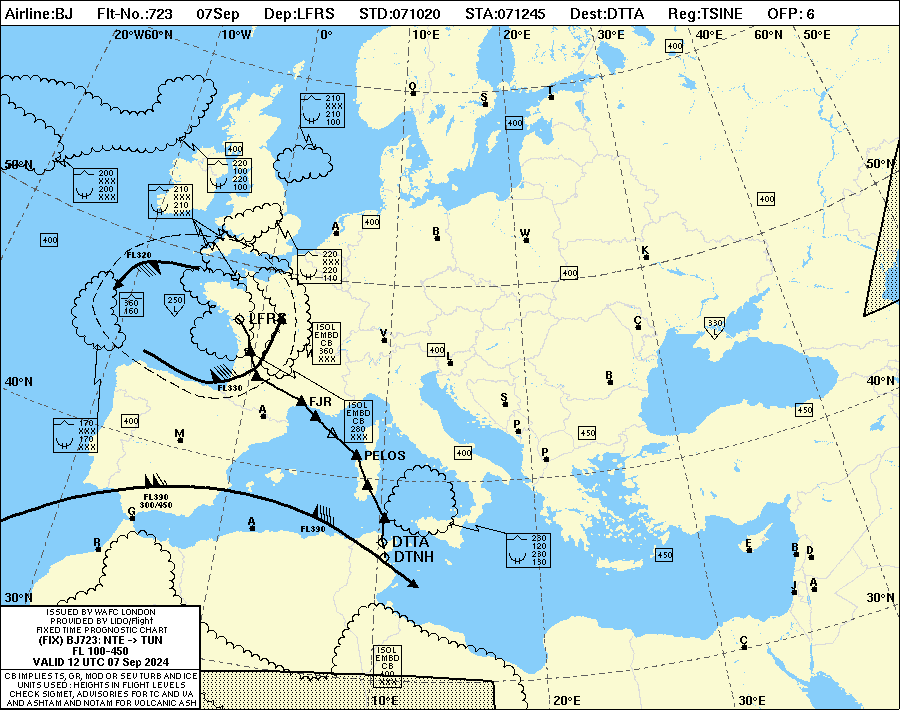 Airline:BJ Flt-No.:723 07Sep Dep:LFRS STD:071020 STA:071245 Dest:DTTA Reg:TSINE OFP: 6
20°W60°N 10°W 0° 10°E 20°E 30°E 40°E 60°N 50°E
400
O
S
T
210
XXX
210
100
400
400
50°N
50°N
220
100
220
100
200
XXX
200
XXX
210
XXX
210
XXX
400
400
A
B
W
400
K
FL320
220
XXX
220
140
400
360
160
250
L
LFRS
ISOL
EMBD
CB
360
XXX
V
C
330
L
400
L
40°N
40°N
FL330
B
FJR
S
450
ISOL
EMBD
CB
280
XXX
A
400
170
XXX
170
XXX
M
P
450
PELOS
400
P
FL390
300/450
G
A
FL390
DTTA
DTNH
230
120
230
180
450
R
E
B
D
30°N
30°N
J
A
C
ISSUED BY WAFC LONDON
PROVIDED BY LIDO/Flight
FIXED TIME PROGNOSTIC CHART
(FIX) BJ723: NTE -> TUN
FL 100-450
VALID 12 UTC 07 Sep 2024
CB IMPLIES TS, GR, MOD OR SEV TURB AND ICE
UNITS USED : HEIGHTS IN FLIGHT LEVELS
CHECK SIGMET, ADVISORIES FOR TC AND VA
AND ASHTAM AND NOTAM FOR VOLCANIC ASH
ISOL
EMBD
CB
400
XXX
10°E 20°E 30°E